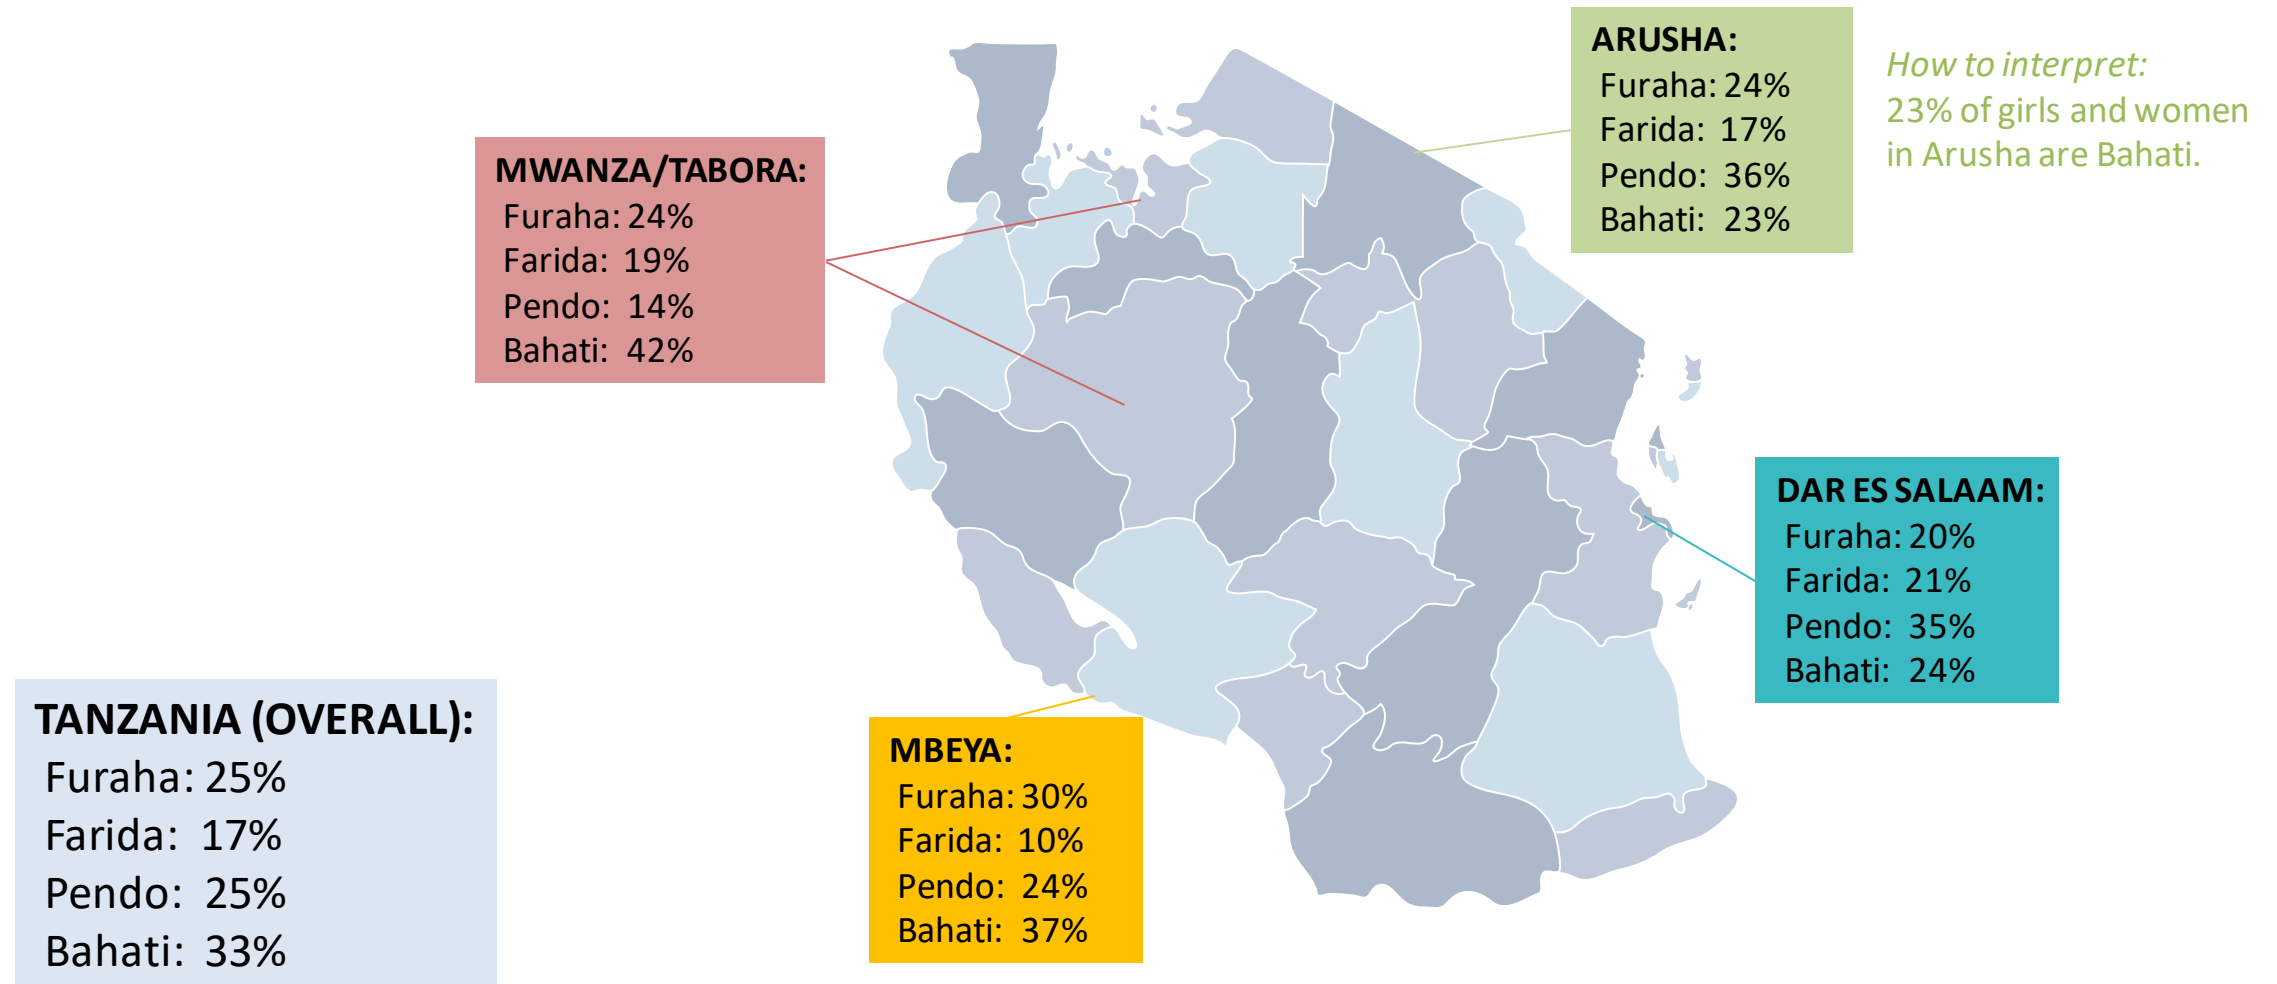 ARUSHA:
Furaha: 24%
Farida: 17%
Pendo: 36%
Bahati: 23%
How to interpret:
23% of girls and women
in Arusha are Bahati.
MWANZA/TABORA:
Furaha: 24%
Farida: 19%
Pendo: 14%
Bahati: 42%
DAR ES SALAAM:
Furaha: 20%
Farida: 21%
Pendo: 35%
Bahati: 24%
TANZANIA (OVERALL):
Furaha: 25%
Farida: 17%
Pendo: 25%
Bahati: 33%
MBEYA:
Furaha: 30%
Farida: 10%
Pendo: 24%
Bahati: 37%